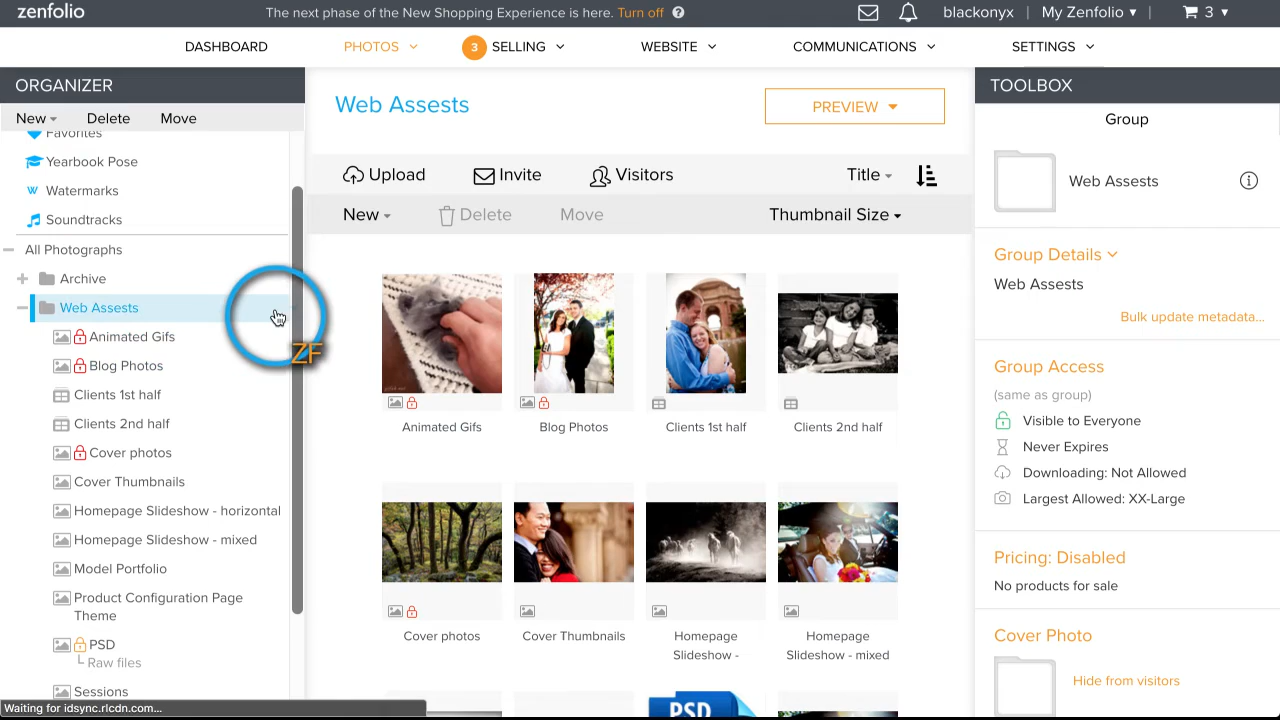 zenfolio
The next phase of the New Shopping Experience is here. Turn off ?
blackonyx | My Zenfolio ▾ | 3 ▾
DASHBOARD PHOTOS 3 SELLING WEBSITE COMMUNICATIONS SETTINGS
ORGANIZER
New Delete Move
Favorites
Yearbook Pose
W Watermarks
Soundtracks
All Photographs
Archive
Web Assests
ZF
Animated Gifs
Blog Photos
Clients 1st half
Clients 2nd half
Cover photos
Cover Thumbnails
Homepage Slideshow - horizontal
Homepage Slideshow - mixed
Model Portfolio
Product Configuration Page
Theme
PSD
Raw files
Sessions
Waiting for idsync.rlcdn.com...
Web Assests
PREVIEW
Upload Invite Visitors Title
New Delete Move Thumbnail Size
Animated Gifs Blog Photos Clients 1st half Clients 2nd half
Cover photos Cover Thumbnails Homepage Homepage
Slideshow - Slideshow - mixed
PSD
TOOLBOX
Group
Web Assests
Group Details
Web Assests
Bulk update metadata...
Group Access
(same as group)
Visible to Everyone
Never Expires
Downloading: Not Allowed
Largest Allowed: XX-Large
Pricing: Disabled
No products for sale
Cover Photo
Hide from visitors